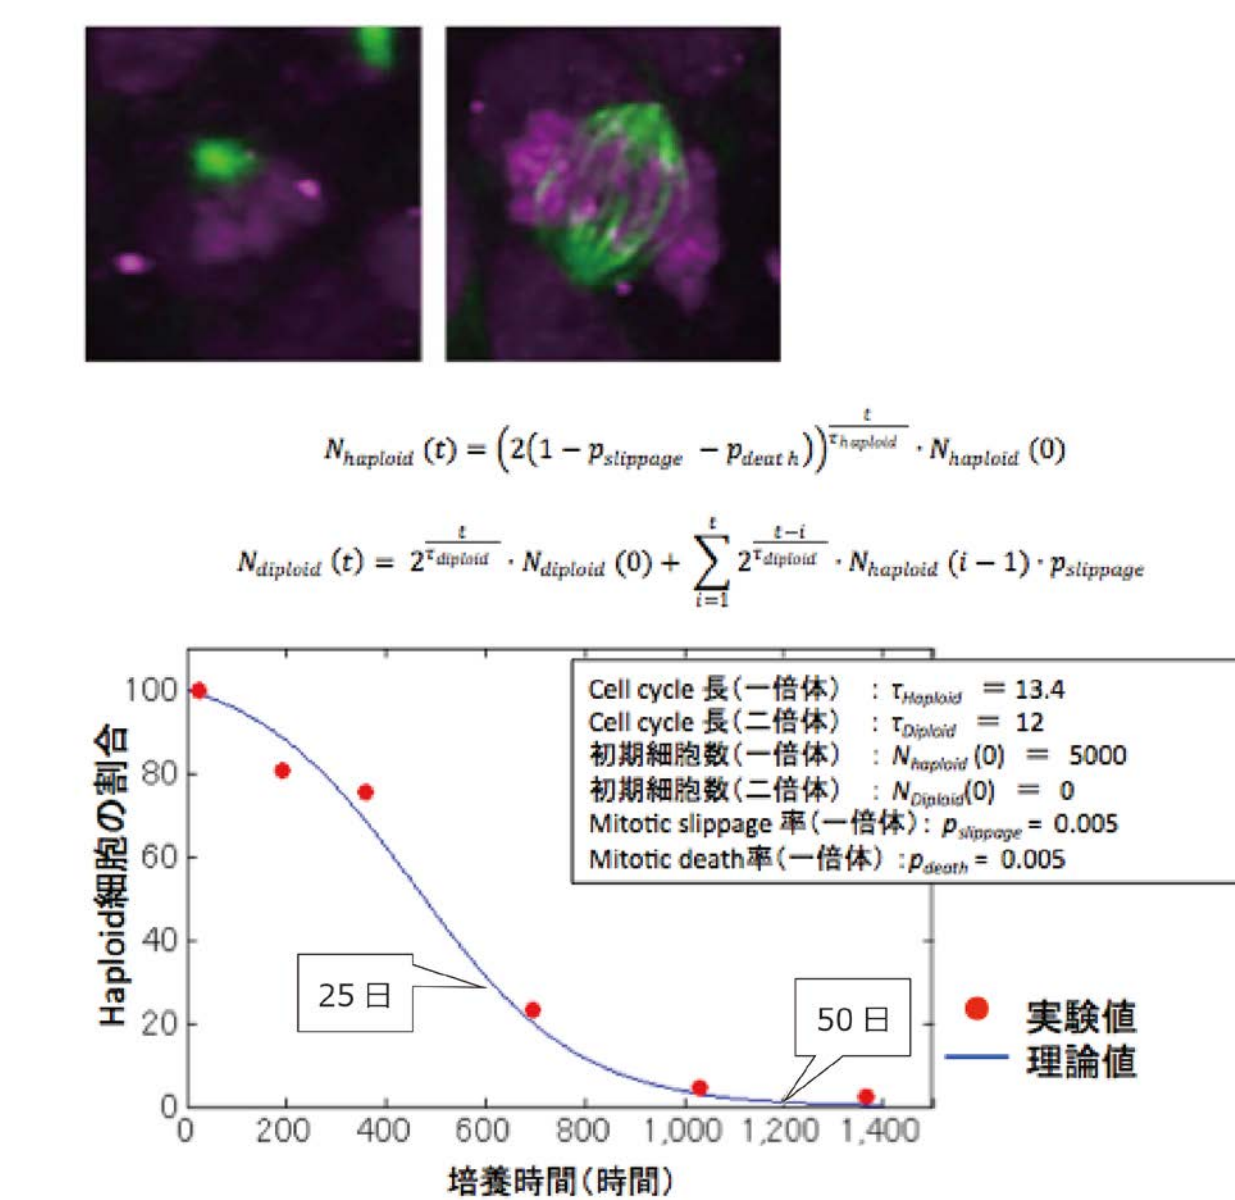 N_haploid (t) = (2(1 − p_slippage − p_death))^(t/τ_haploid) · N_haploid (0)
N_diploid (t) = 2^(t/τ_diploid) · N_diploid (0) + ∑_{i=1}^{t} 2^((t−i)/τ_diploid) · N_haploid (i − 1) · p_slippage
Cell cycle 長(一倍体) : τ_Haploid = 13.4
Cell cycle 長(二倍体) : τ_Diploid = 12
初期細胞数(一倍体) : N_haploid (0) = 5000
初期細胞数(二倍体) : N_Diploid(0) = 0
Mitotic slippage 率(一倍体): p_slippage = 0.005
Mitotic death率(一倍体) :p_death = 0.005
Haploid細胞の割合
100
80
60
40
20
0
25日
50日
実験値
理論値
0 200 400 600 800 1,000 1,200 1,400
培養時間(時間)